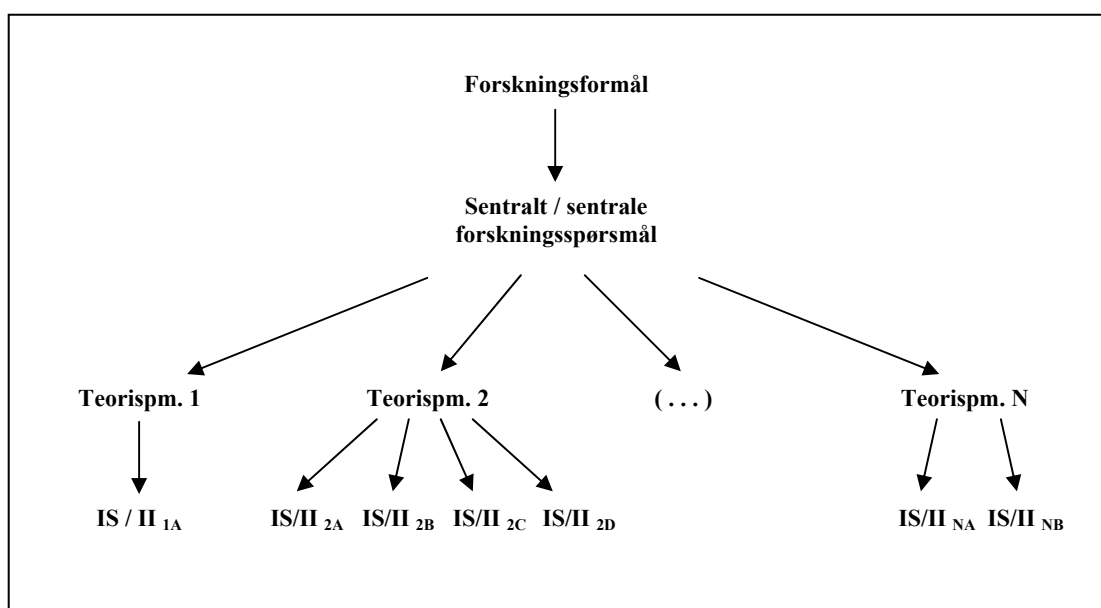 Forskningsformål
Sentralt / sentrale
forskningsspørsmål
Teorispm. 1 Teorispm. 2 ( . . . ) Teorispm. N
IS / II 1A IS/II 2A IS/II 2B IS/II 2C IS/II 2D IS/II NA IS/II NB